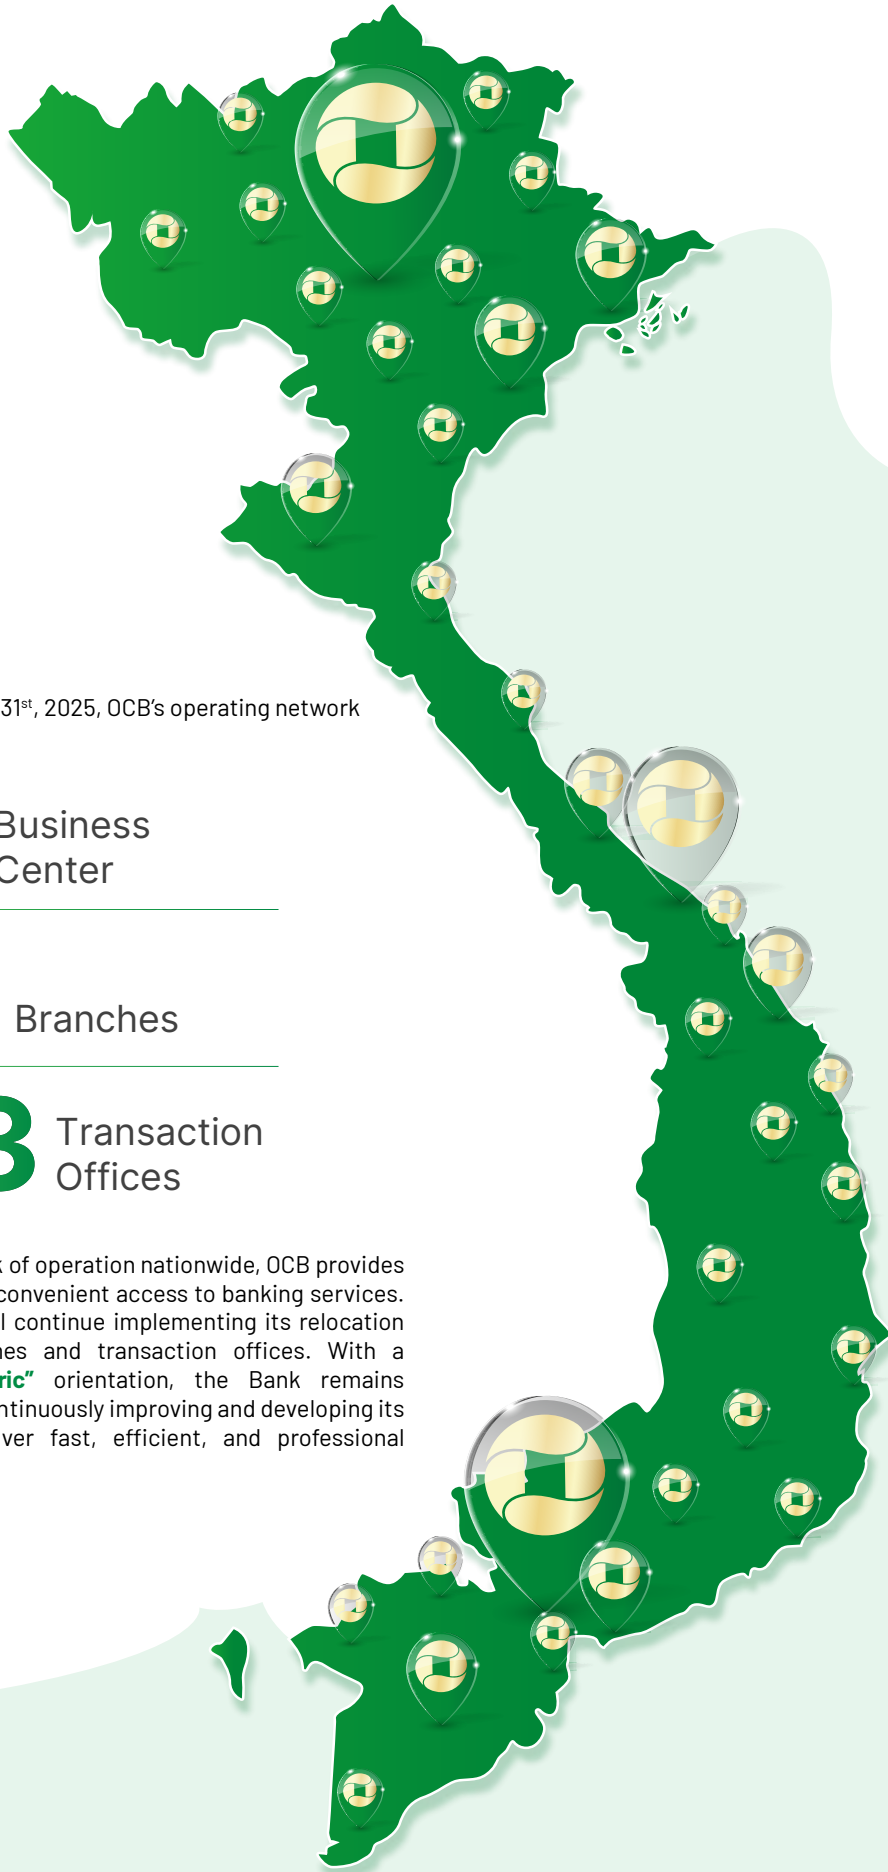 31st, 2025, OCB's operating network
Business
Center
Branches
3 Transaction
Offices
of operation nationwide, OCB provides
convenient access to banking services.
continue implementing its relocation
and transaction offices. With a
ric" orientation, the Bank remains
ntinuously improving and developing its
ver fast, efficient, and professional